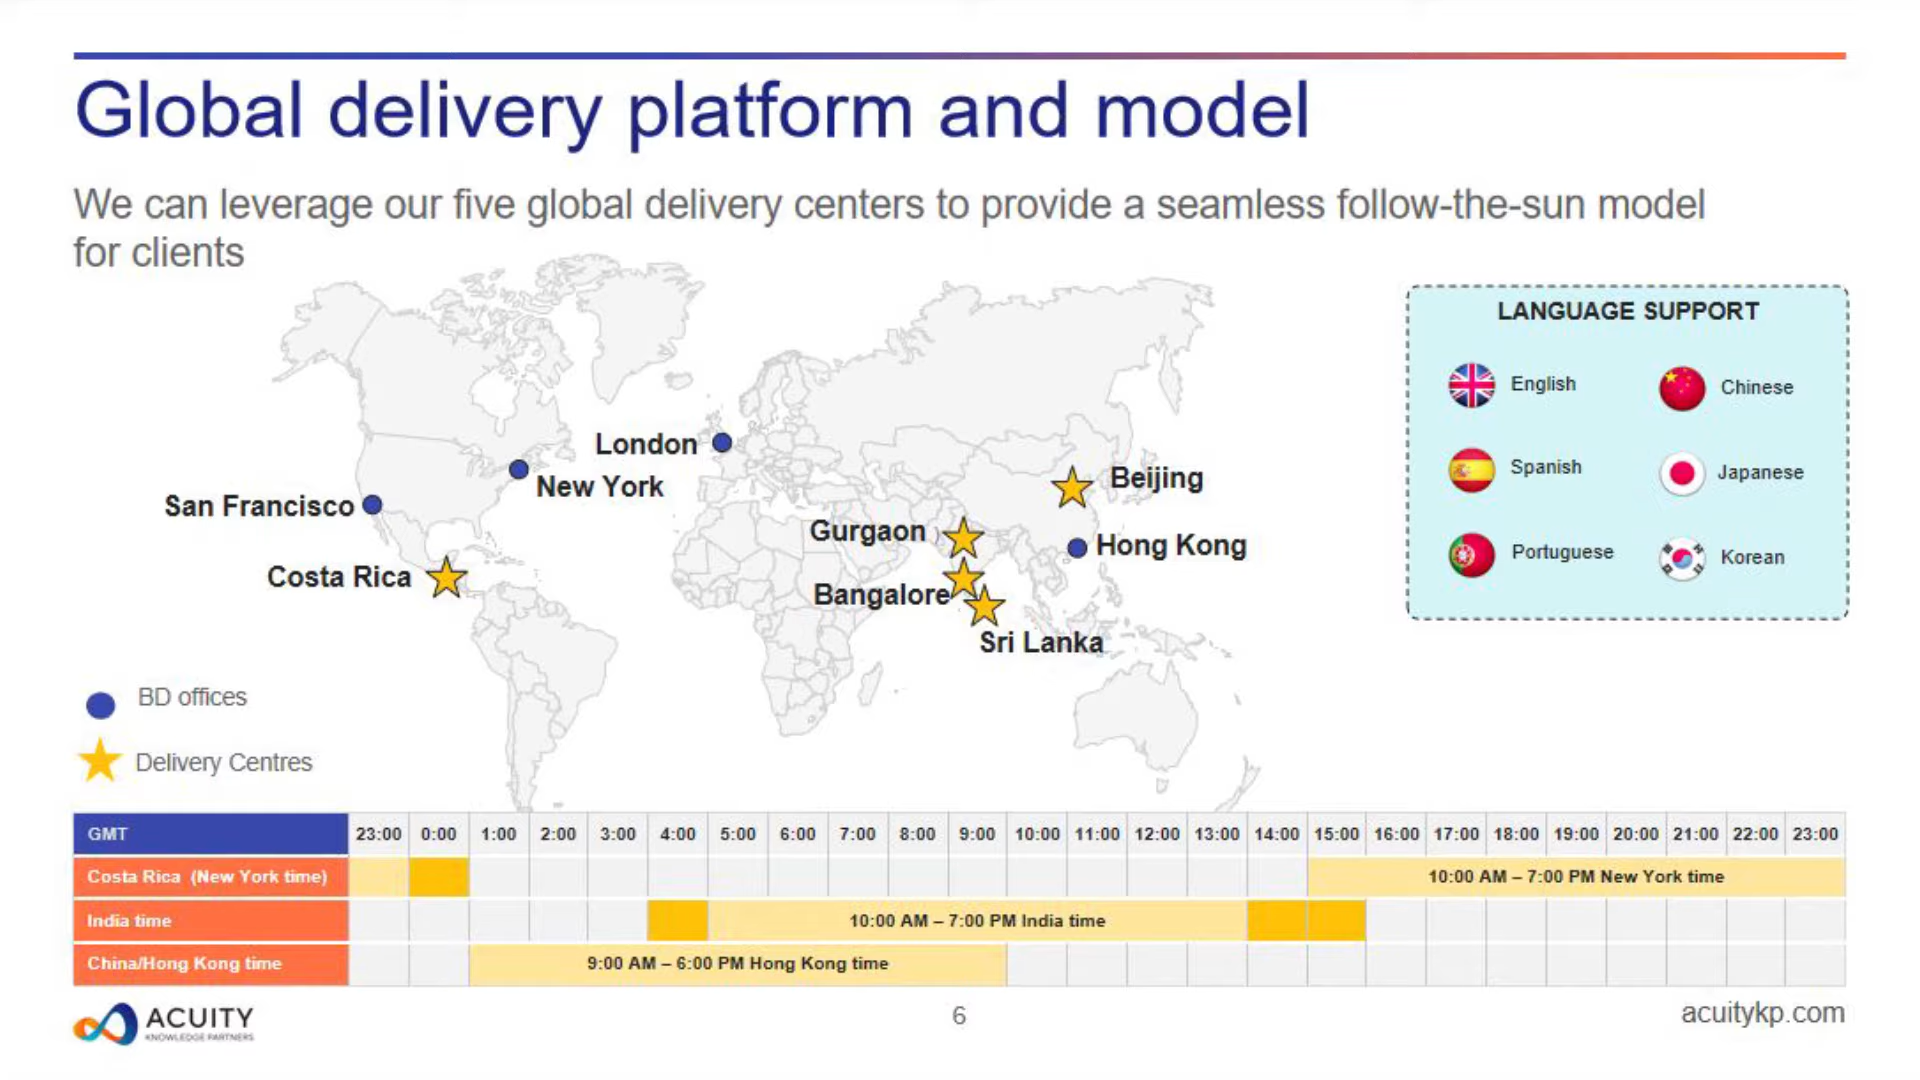 Global delivery platform and model
We can leverage our five global delivery centers to provide a seamless follow-the-sun model
for clients
LANGUAGE SUPPORT
English
Chinese
Spanish
Japanese
Portuguese
Korean
London
New York
San Francisco
Costa Rica
Beijing
Gurgaon
Hong Kong
Bangalore
Sri Lanka
BD offices
Delivery Centres
GMT 23:00 0:00 1:00 2:00 3:00 4:00 5:00 6:00 7:00 8:00 9:00 10:00 11:00 12:00 13:00 14:00 15:00 16:00 17:00 18:00 19:00 20:00 21:00 22:00 23:00
Costa Rica (New York time) 10:00 AM – 7:00 PM New York time
India time 10:00 AM – 7:00 PM India time
China/Hong Kong time 9:00 AM – 6:00 PM Hong Kong time
ACUITY
KNOWLEDGE PARTNERS
6
acuitykp.com